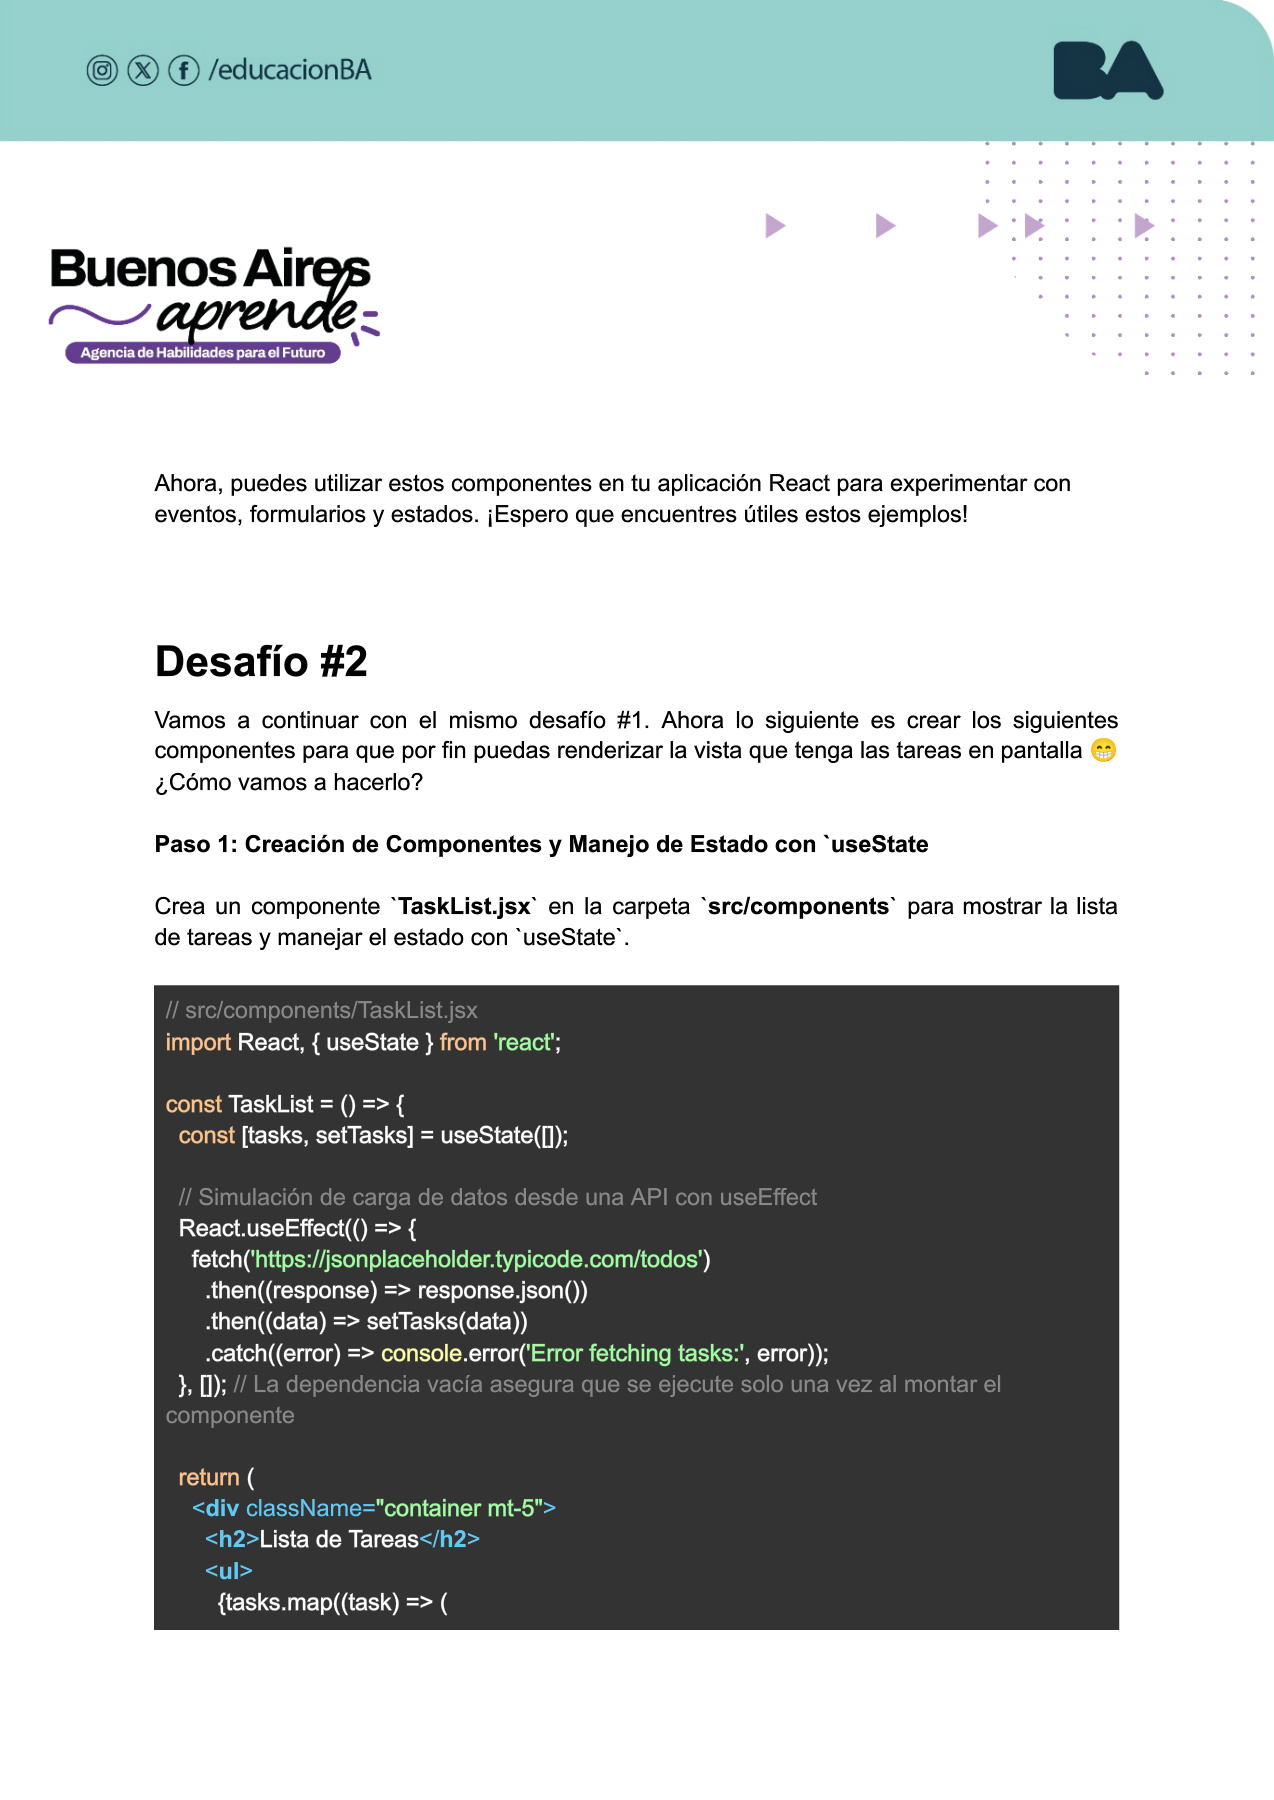 /educacionBA
BA
Buenos Aires
aprende
Agencia de Habilidades para el Futuro
Ahora, puedes utilizar estos componentes en tu aplicación React para experimentar con
eventos, formularios y estados. ¡Espero que encuentres útiles estos ejemplos!
Desafío #2
Vamos a continuar con el mismo desafío #1. Ahora lo siguiente es crear los siguientes
componentes para que por fin puedas renderizar la vista que tenga las tareas en pantalla 😁
¿Cómo vamos a hacerlo?
Paso 1: Creación de Componentes y Manejo de Estado con `useState
Crea un componente `TaskList.jsx` en la carpeta `src/components` para mostrar la lista
de tareas y manejar el estado con `useState`.
// src/components/TaskList.jsx
import React, { useState } from 'react';
const TaskList = () => {
const [tasks, setTasks] = useState([]);
// Simulación de carga de datos desde una API con useEffect
React.useEffect(() => {
fetch('https://jsonplaceholder.typicode.com/todos')
.then((response) => response.json())
.then((data) => setTasks(data))
.catch((error) => console.error('Error fetching tasks:', error));
}, []); // La dependencia vacía asegura que se ejecute solo una vez al montar el
componente
return (
<div className="container mt-5">
<h2>Lista de Tareas</h2>
<ul>
{tasks.map((task) => (